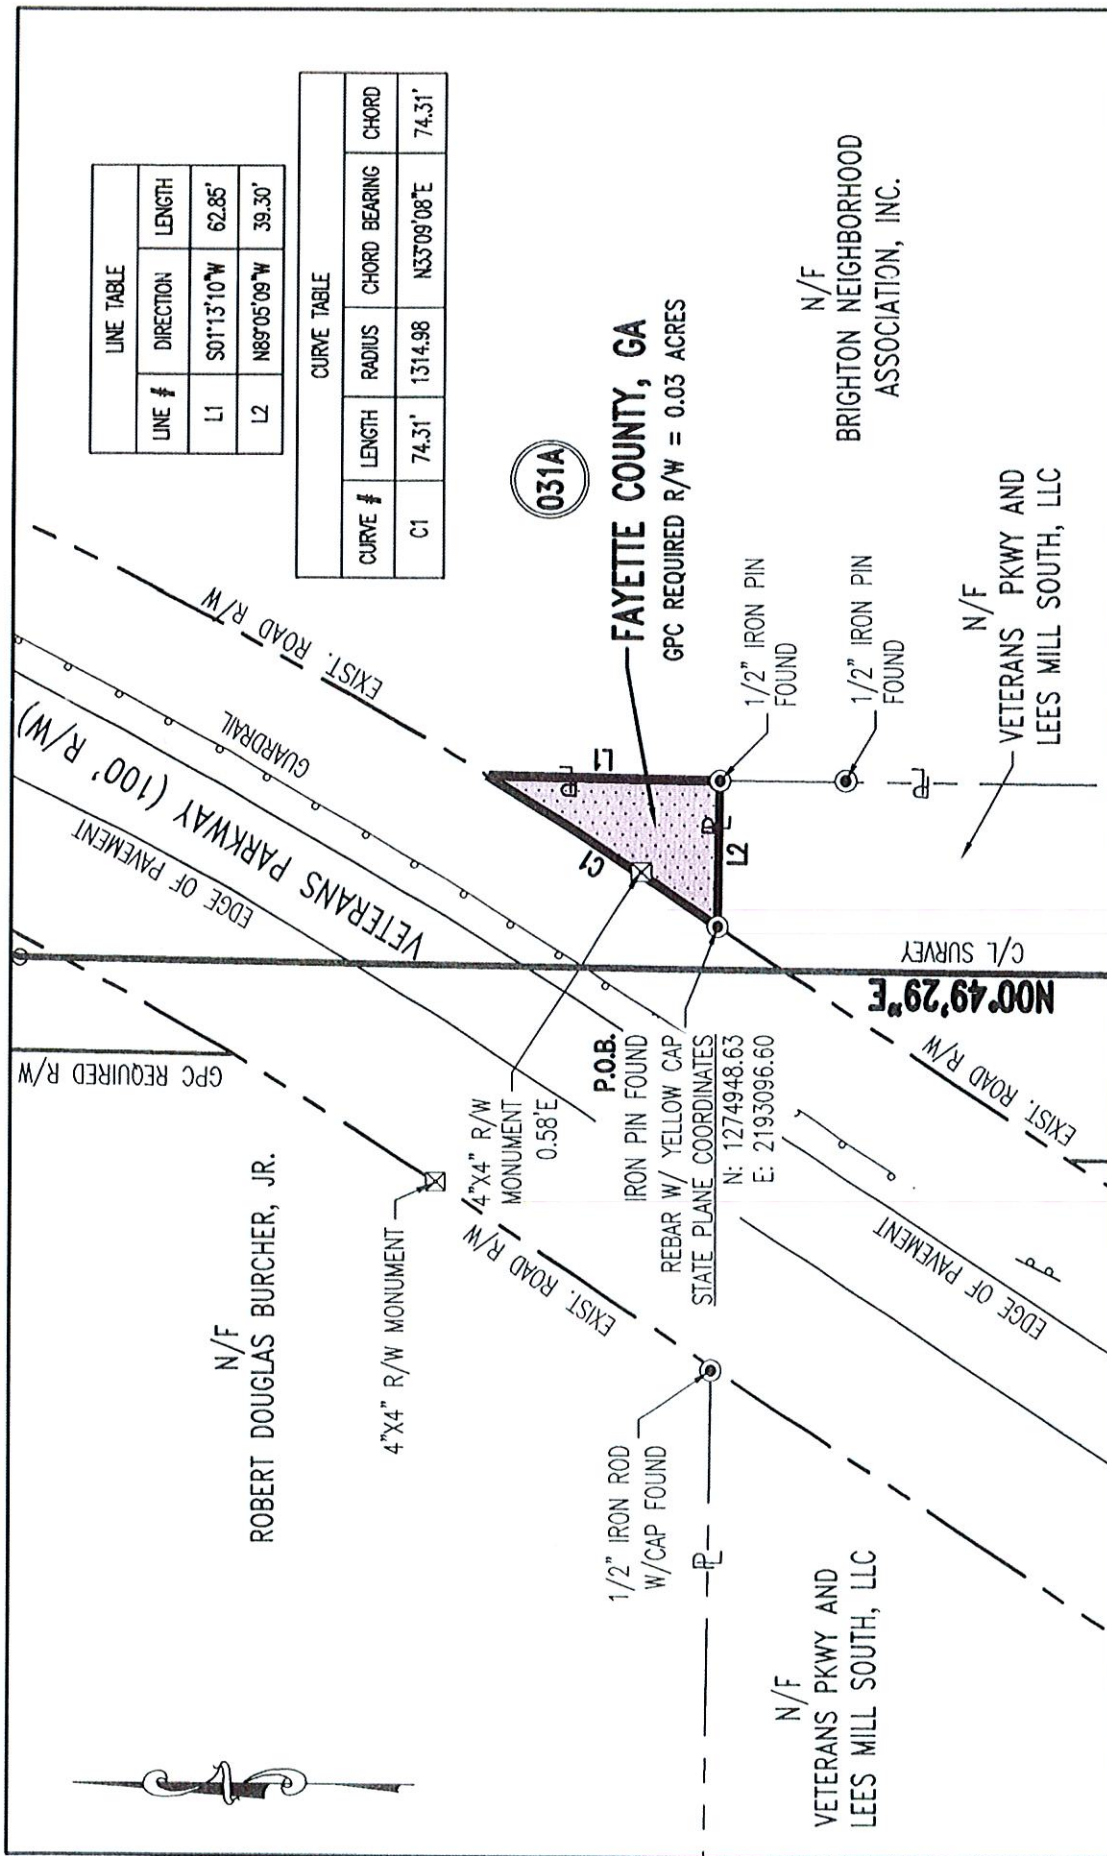 LINE TABLE
LINE # DIRECTION LENGTH
L1 S01°13'10"W 62.85'
L2 N89°05'09"W 39.30'
CURVE TABLE
CURVE # LENGTH RADIUS CHORD BEARING CHORD
C1 74.31' 1314.98 N33°09'08"E 74.31'
N/F
ROBERT DOUGLAS BURCHER, JR.
GPC REQUIRED R/W
4"X4" R/W MONUMENT
EXIST. ROAD R/W
EDGE OF PAVEMENT
VETERANS PARKWAY (100' R/W)
GUARDRAIL
EXIST. ROAD R/W
031A
FAYETTE COUNTY, GA
GPC REQUIRED R/W = 0.03 ACRES
4"X4" R/W
MONUMENT
0.58'E
C1
L1
PL
P.O.B.
IRON PIN FOUND
REBAR W/ YELLOW CAP
STATE PLANE COORDINATES
N: 1274948.63
E: 2193096.60
PL
L2
1/2" IRON PIN
FOUND
1/2" IRON PIN
FOUND
PL
N/F
BRIGHTON NEIGHBORHOOD
ASSOCIATION, INC.
1/2" IRON ROD
W/CAP FOUND
PL
N/F
VETERANS PKWY AND
LEES MILL SOUTH, LLC
EDGE OF PAVEMENT
EXIST. ROAD R/W
N00°49'29"E
C/L SURVEY
N/F
VETERANS PKWY AND
LEES MILL SOUTH, LLC
N